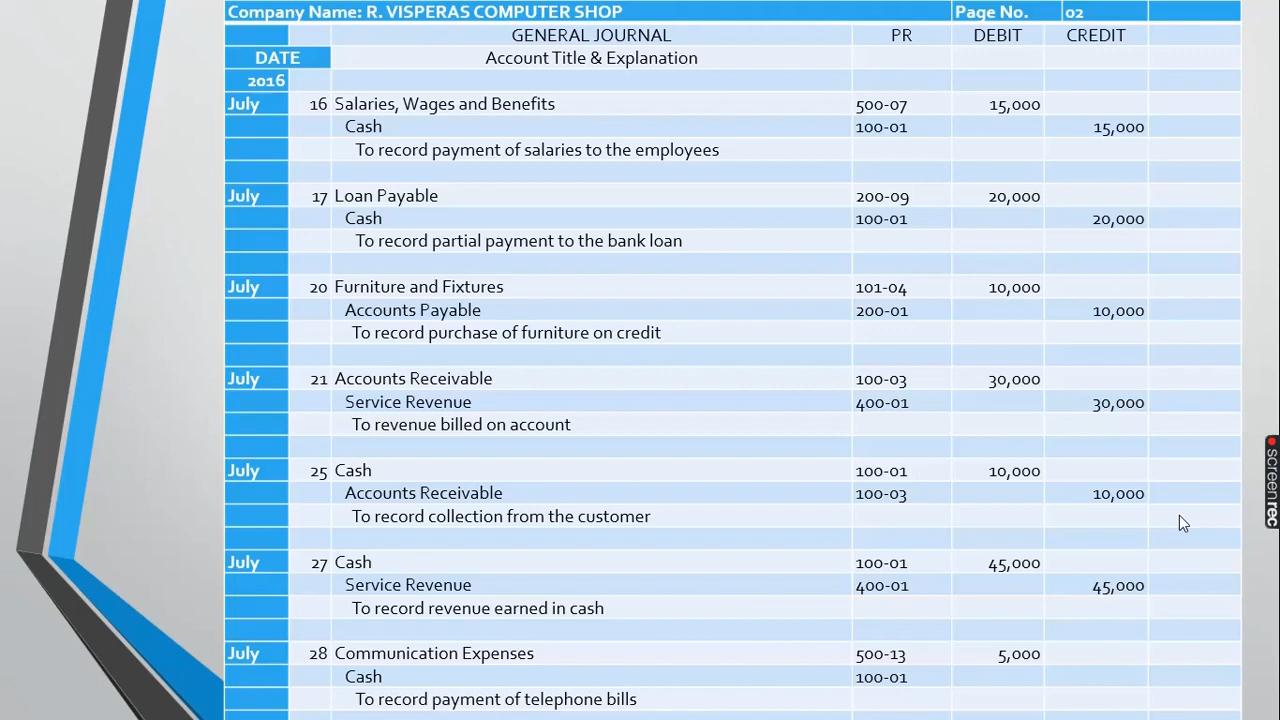 Company Name: R. VISPERAS COMPUTER SHOP Page No. 02
GENERAL JOURNAL PR DEBIT CREDIT
DATE Account Title & Explanation
2016
July 16 Salaries, Wages and Benefits 500-07 15,000
Cash 100-01 15,000
To record payment of salaries to the employees
July 17 Loan Payable 200-09 20,000
Cash 100-01 20,000
To record partial payment to the bank loan
July 20 Furniture and Fixtures 101-04 10,000
Accounts Payable 200-01 10,000
To record purchase of furniture on credit
July 21 Accounts Receivable 100-03 30,000
Service Revenue 400-01 30,000
To revenue billed on account
July 25 Cash 100-01 10,000
Accounts Receivable 100-03 10,000
To record collection from the customer
July 27 Cash 100-01 45,000
Service Revenue 400-01 45,000
To record revenue earned in cash
July 28 Communication Expenses 500-13 5,000
Cash 100-01
To record payment of telephone bills
screenrec